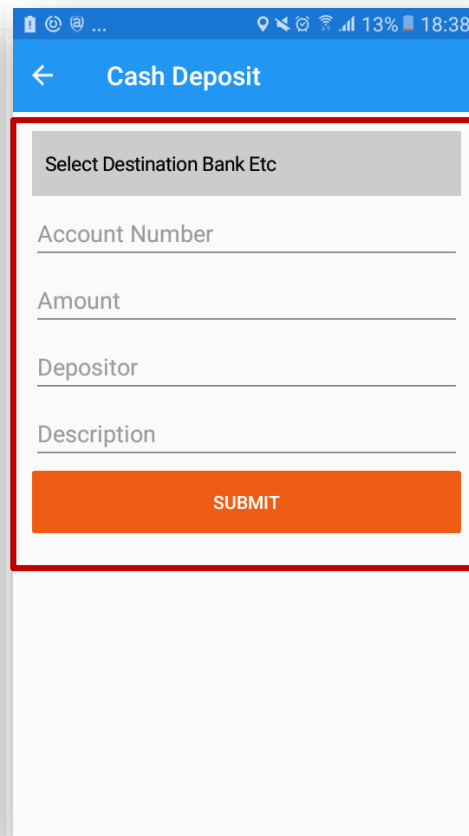 ... 13% 18:38
Cash Deposit
Select Destination Bank Etc
Account Number
Amount
Depositor
Description
SUBMIT